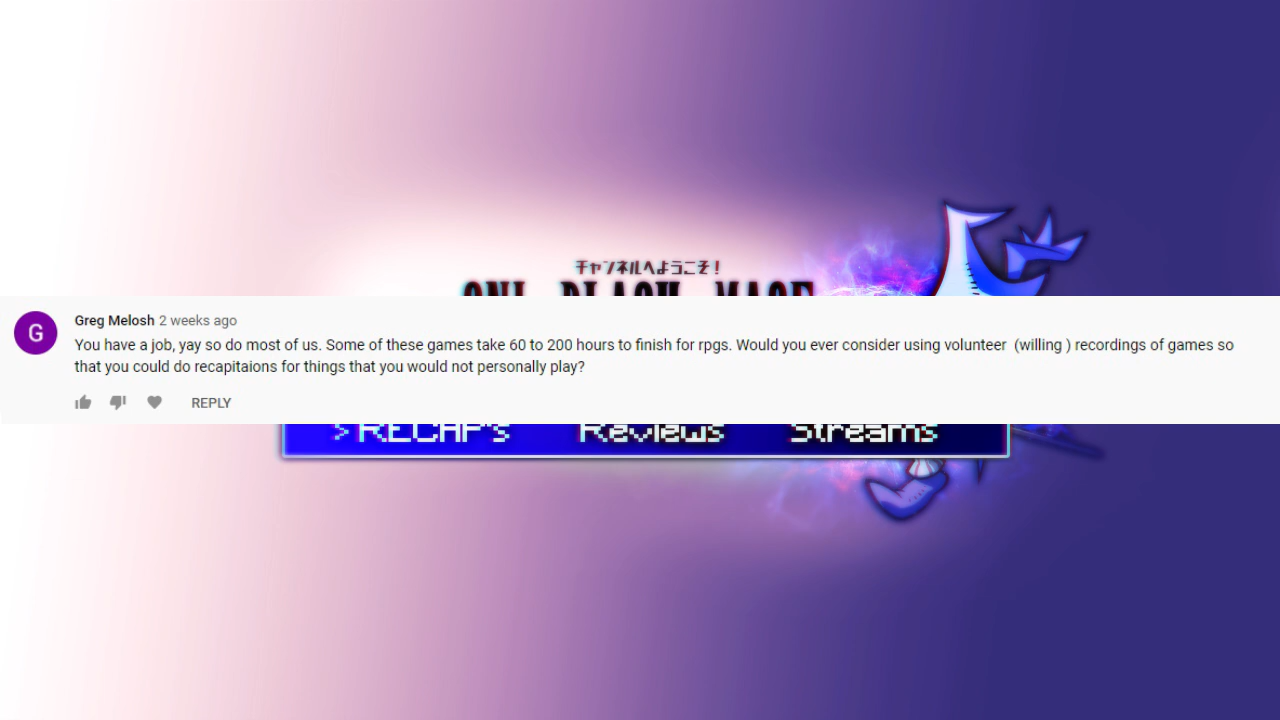 チャンネルへようこそ!
ONI BLACK MAGE
G
Greg Melosh 2 weeks ago
You have a job, yay so do most of us. Some of these games take 60 to 200 hours to finish for rpgs. Would you ever consider using volunteer (willing ) recordings of games so
that you could do recapitaions for things that you would not personally play?
REPLY
> RECAP's Reviews Streams